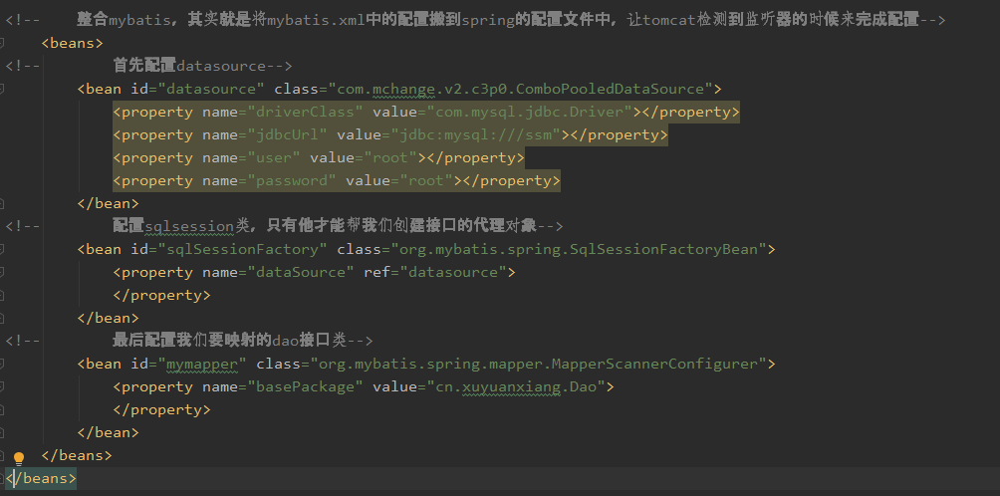 <!--    整合mybatis，其实就是将mybatis.xml中的配置搬到spring的配置文件中，让tomcat检测到监听器的时候来完成配置-->
<beans>
<!--        首先配置datasource-->
<bean id="datasource" class="com.mchange.v2.c3p0.ComboPooledDataSource">
<property name="driverClass" value="com.mysql.jdbc.Driver"></property>
<property name="jdbcUrl" value="jdbc:mysql:///ssm"></property>
<property name="user" value="root"></property>
<property name="password" value="root"></property>
</bean>
<!--        配置sqlsession类，只有他才能帮我们创建接口的代理对象-->
<bean id="sqlSessionFactory" class="org.mybatis.spring.SqlSessionFactoryBean">
<property name="dataSource" ref="datasource">
</property>
</bean>
<!--        最后配置我们要映射的dao接口类-->
<bean id="mymapper" class="org.mybatis.spring.mapper.MapperScannerConfigurer">
<property name="basePackage" value="cn.xuyuanxiang.Dao">
</property>
</bean>
</beans>
</beans>